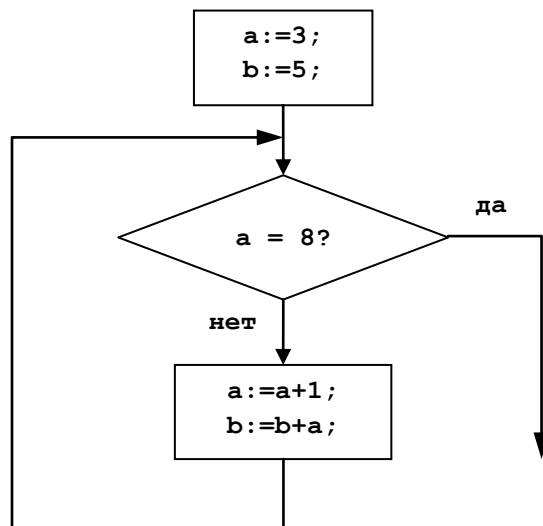 a:=3;
b:=5;
a = 8?
да
нет
a:=a+1;
b:=b+a;